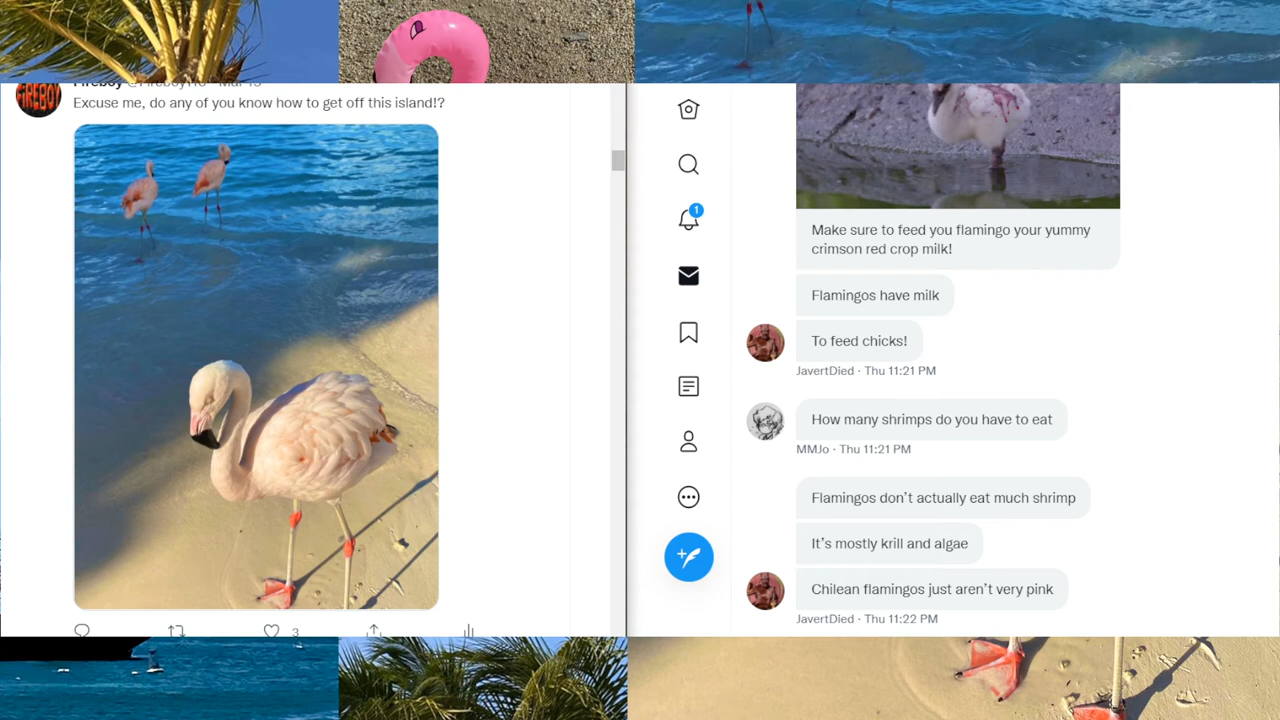 FIREBOY
Excuse me, do any of you know how to get off this island!?
3
1
Make sure to feed you flamingo your yummy
crimson red crop milk!
Flamingos have milk
To feed chicks!
JavertDied · Thu 11:21 PM
How many shrimps do you have to eat
MMJo · Thu 11:21 PM
Flamingos don't actually eat much shrimp
It's mostly krill and algae
Chilean flamingos just aren't very pink
JavertDied · Thu 11:22 PM